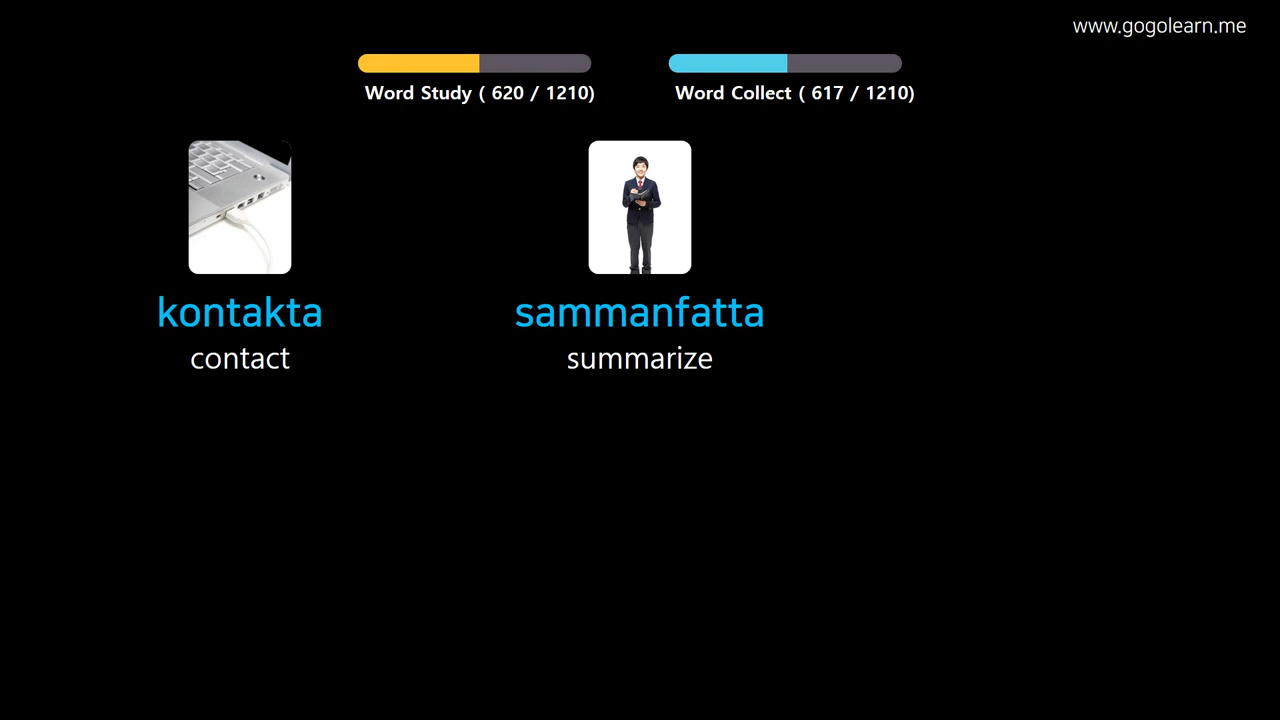 www.gogolearn.me
Word Study ( 620 / 1210)
Word Collect ( 617 / 1210)
kontakta
contact
sammanfatta
summarize